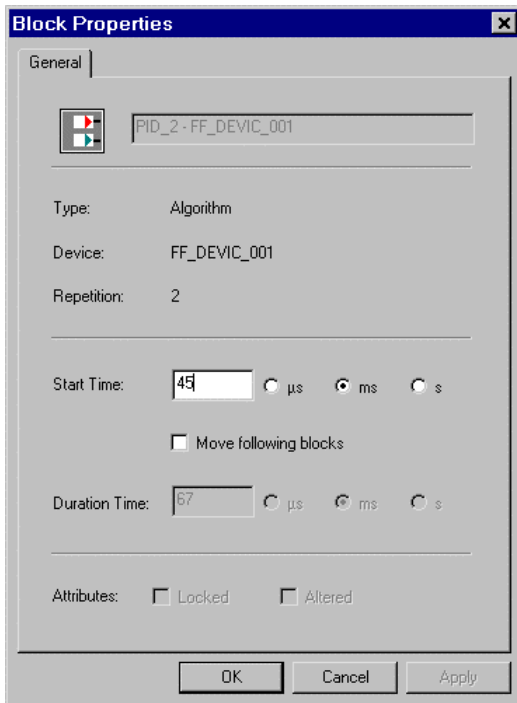 Block Properties
General
PID_2 - FF_DEVIC_001
Type: Algorithm
Device: FF_DEVIC_001
Repetition: 2
Start Time: 45 µs ms s
Move following blocks
Duration Time: 67 µs ms s
Attributes: Locked Altered
OK Cancel Apply